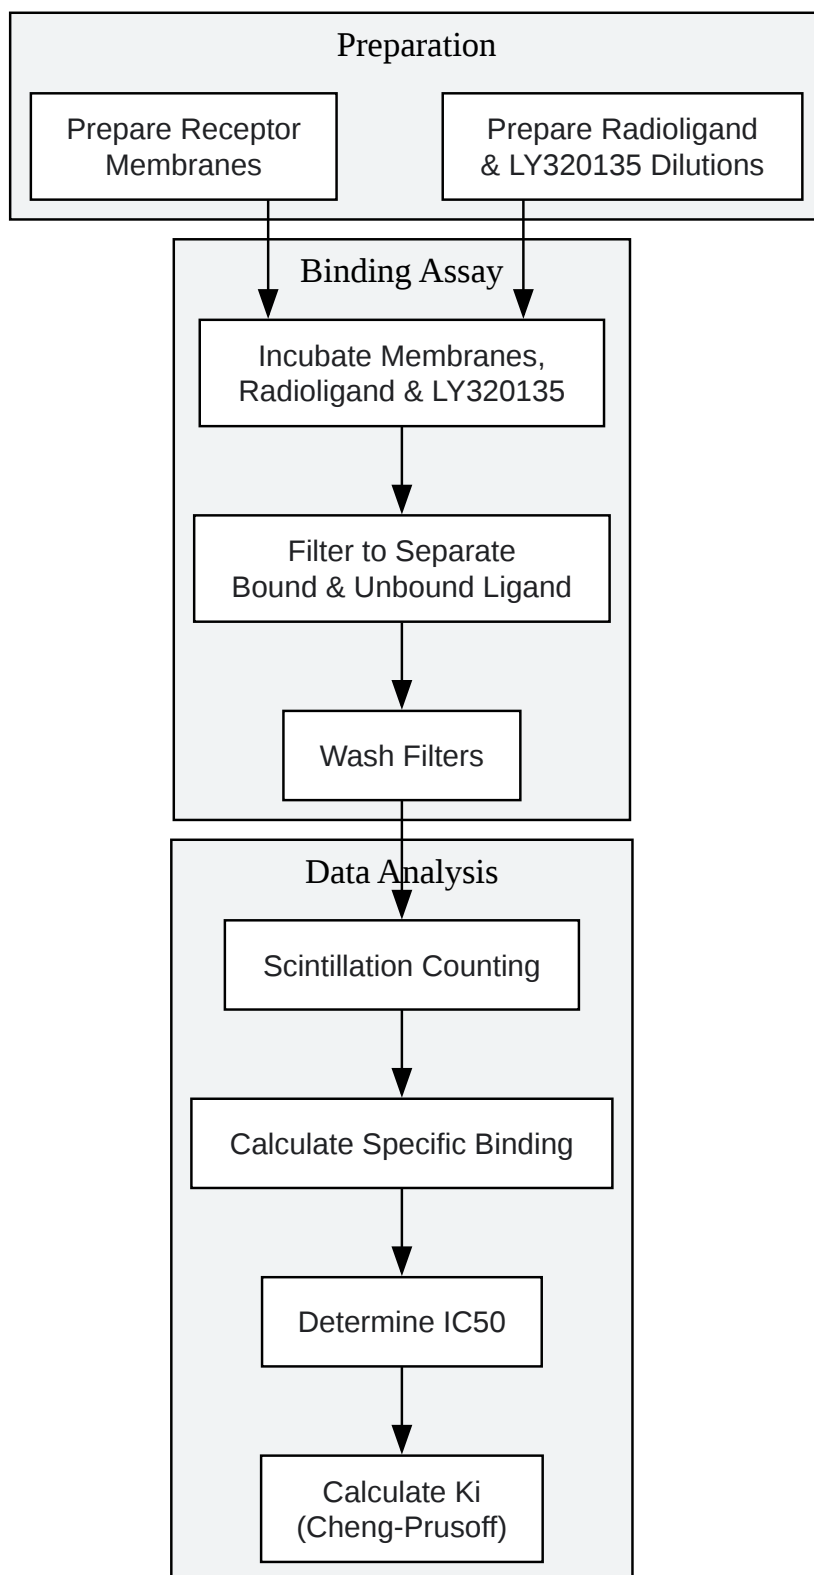 Preparation
Prepare Receptor
Membranes
Prepare Radioligand
& LY320135 Dilutions
Binding Assay
Incubate Membranes,
Radioligand & LY320135
Filter to Separate
Bound & Unbound Ligand
Wash Filters
Data Analysis
Scintillation Counting
Calculate Specific Binding
Determine IC50
Calculate Ki
(Cheng-Prusoff)